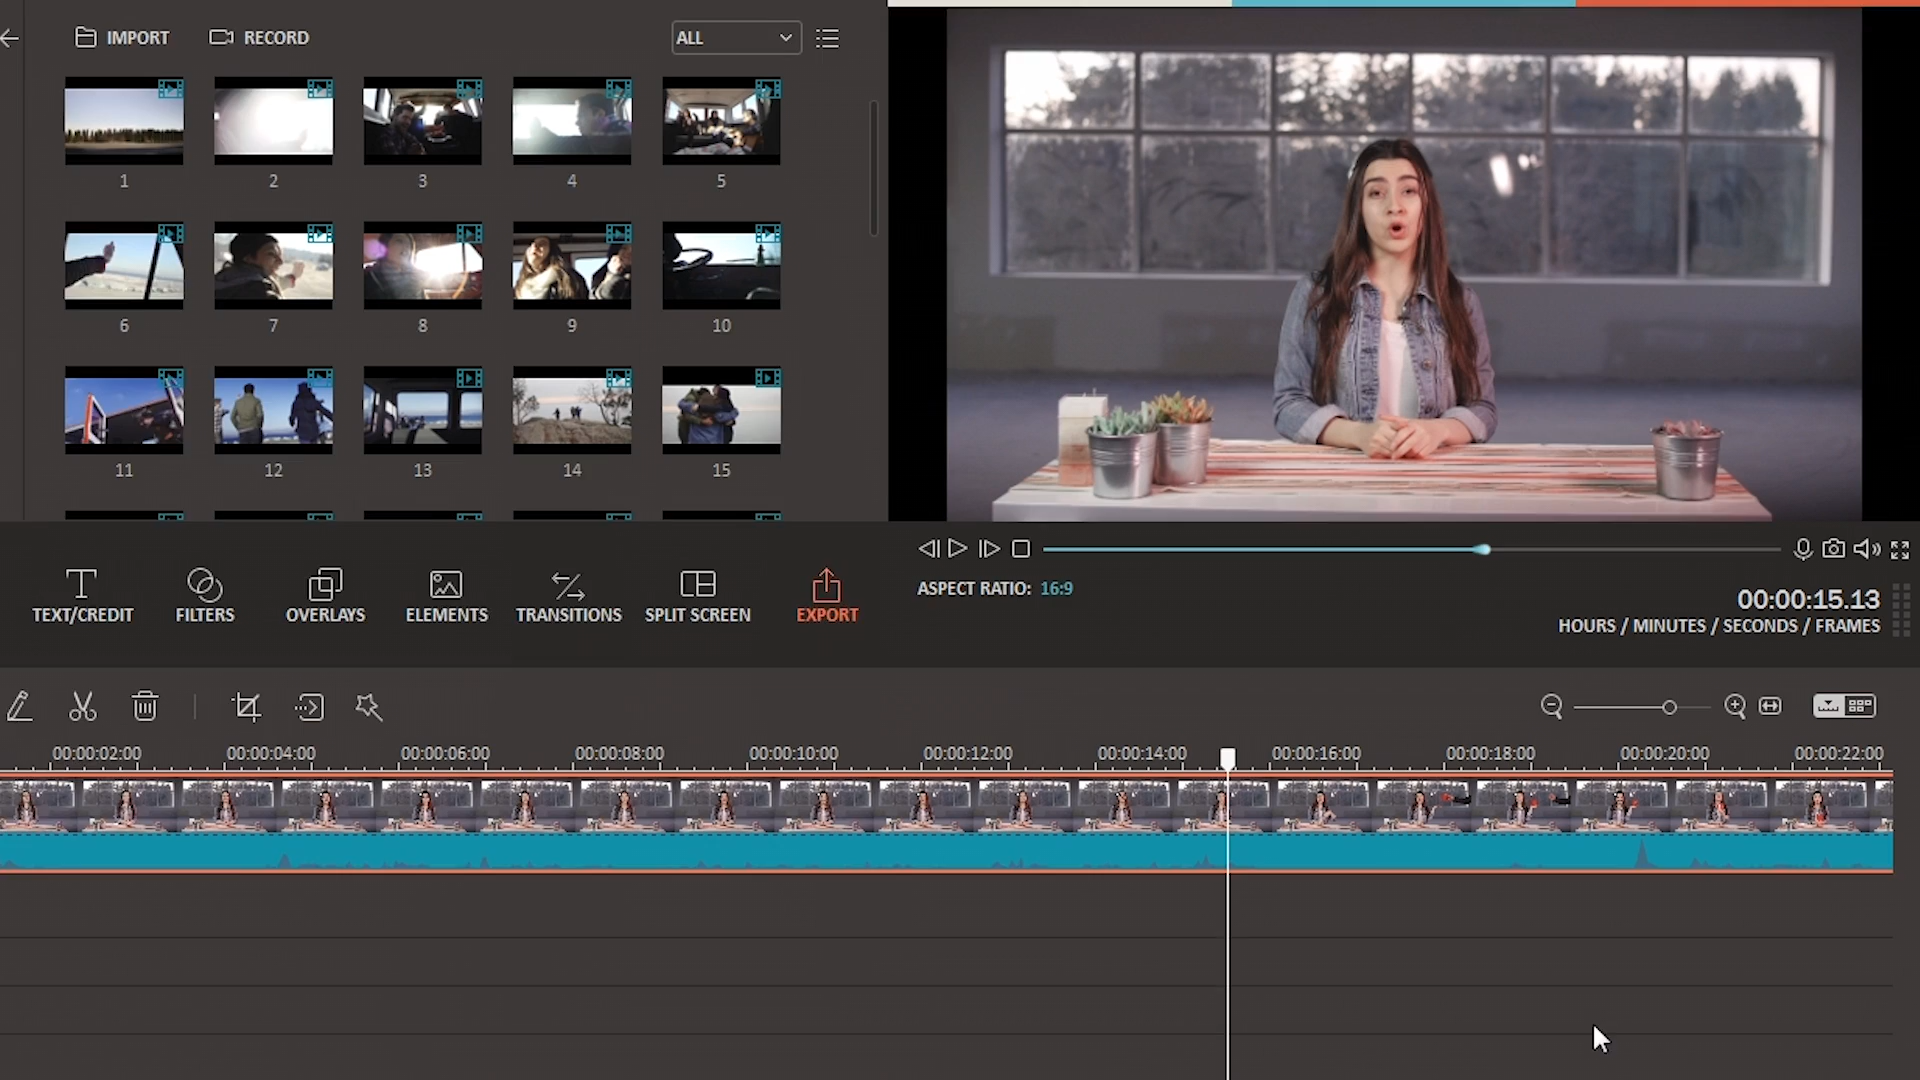 IMPORT RECORD ALL
1 2 3 4 5
6 7 8 9 10
11 12 13 14 15
TEXT/CREDIT FILTERS OVERLAYS ELEMENTS TRANSITIONS SPLIT SCREEN EXPORT
ASPECT RATIO: 16:9
00:00:15.13
HOURS / MINUTES / SECONDS / FRAMES
00:00:02:00 00:00:04:00 00:00:06:00 00:00:08:00 00:00:10:00 00:00:12:00 00:00:14:00 00:00:16:00 00:00:18:00 00:00:20:00 00:00:22:00